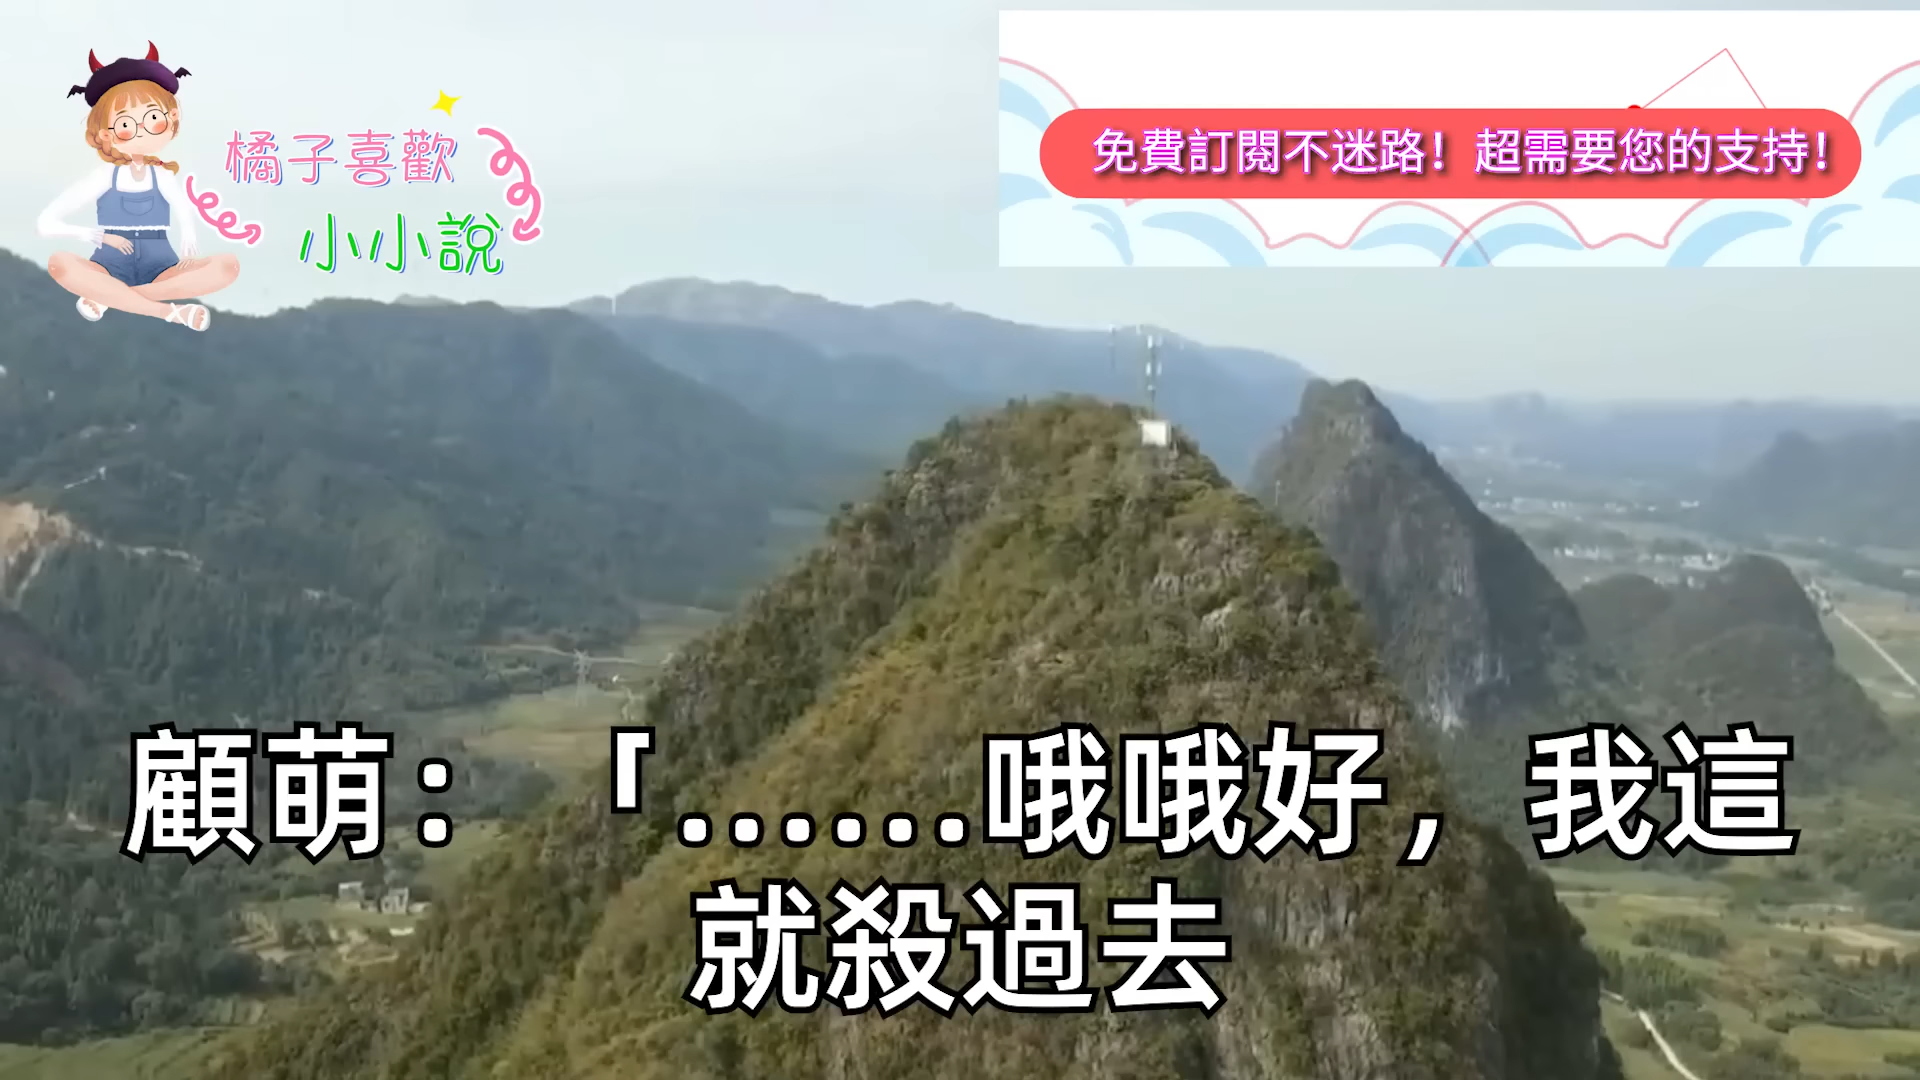 橘子喜歡
小小說
免費訂閱不迷路！超需要您的支持！
顧萌：「......哦哦好，我這
就殺過去